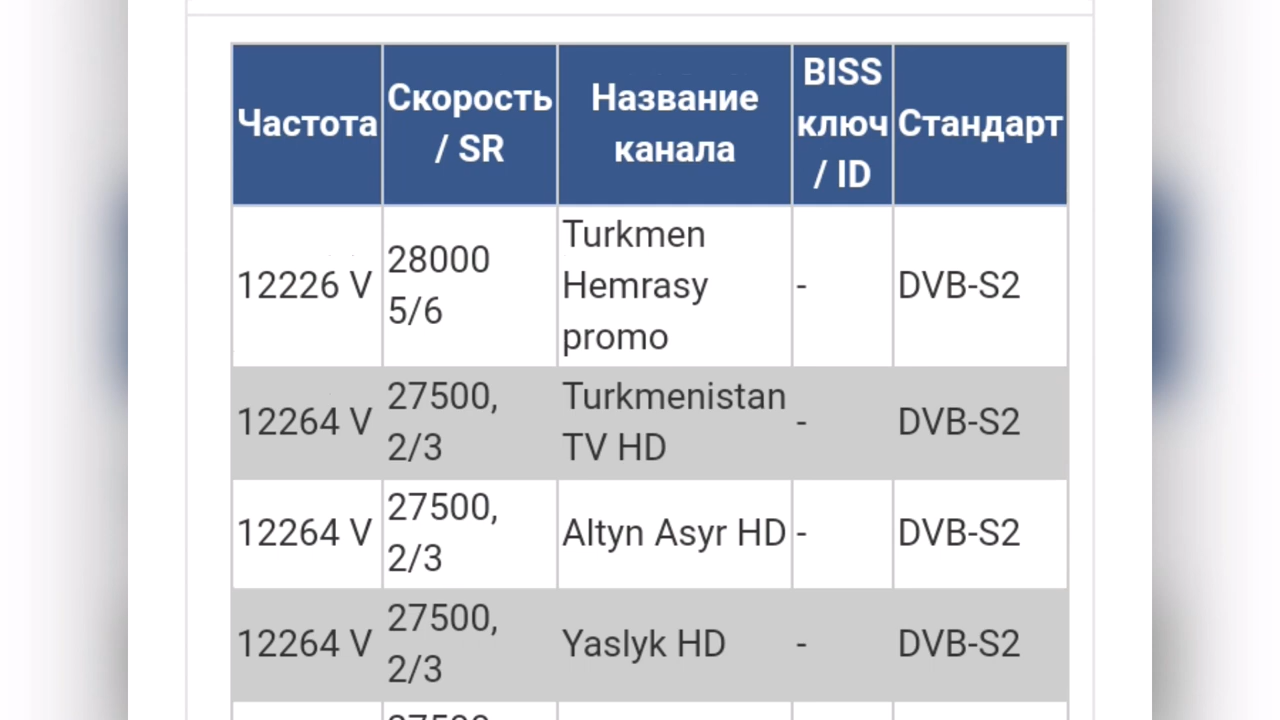 Частота
Скорость
/ SR
Название
канала
BISS
ключ
/ ID
Стандарт
12226 V
28000
5/6
Turkmen
Hemrasy
promo
-
DVB-S2
12264 V
27500,
2/3
Turkmenistan
TV HD
-
DVB-S2
12264 V
27500,
2/3
Altyn Asyr HD
-
DVB-S2
12264 V
27500,
2/3
Yaslyk HD
-
DVB-S2